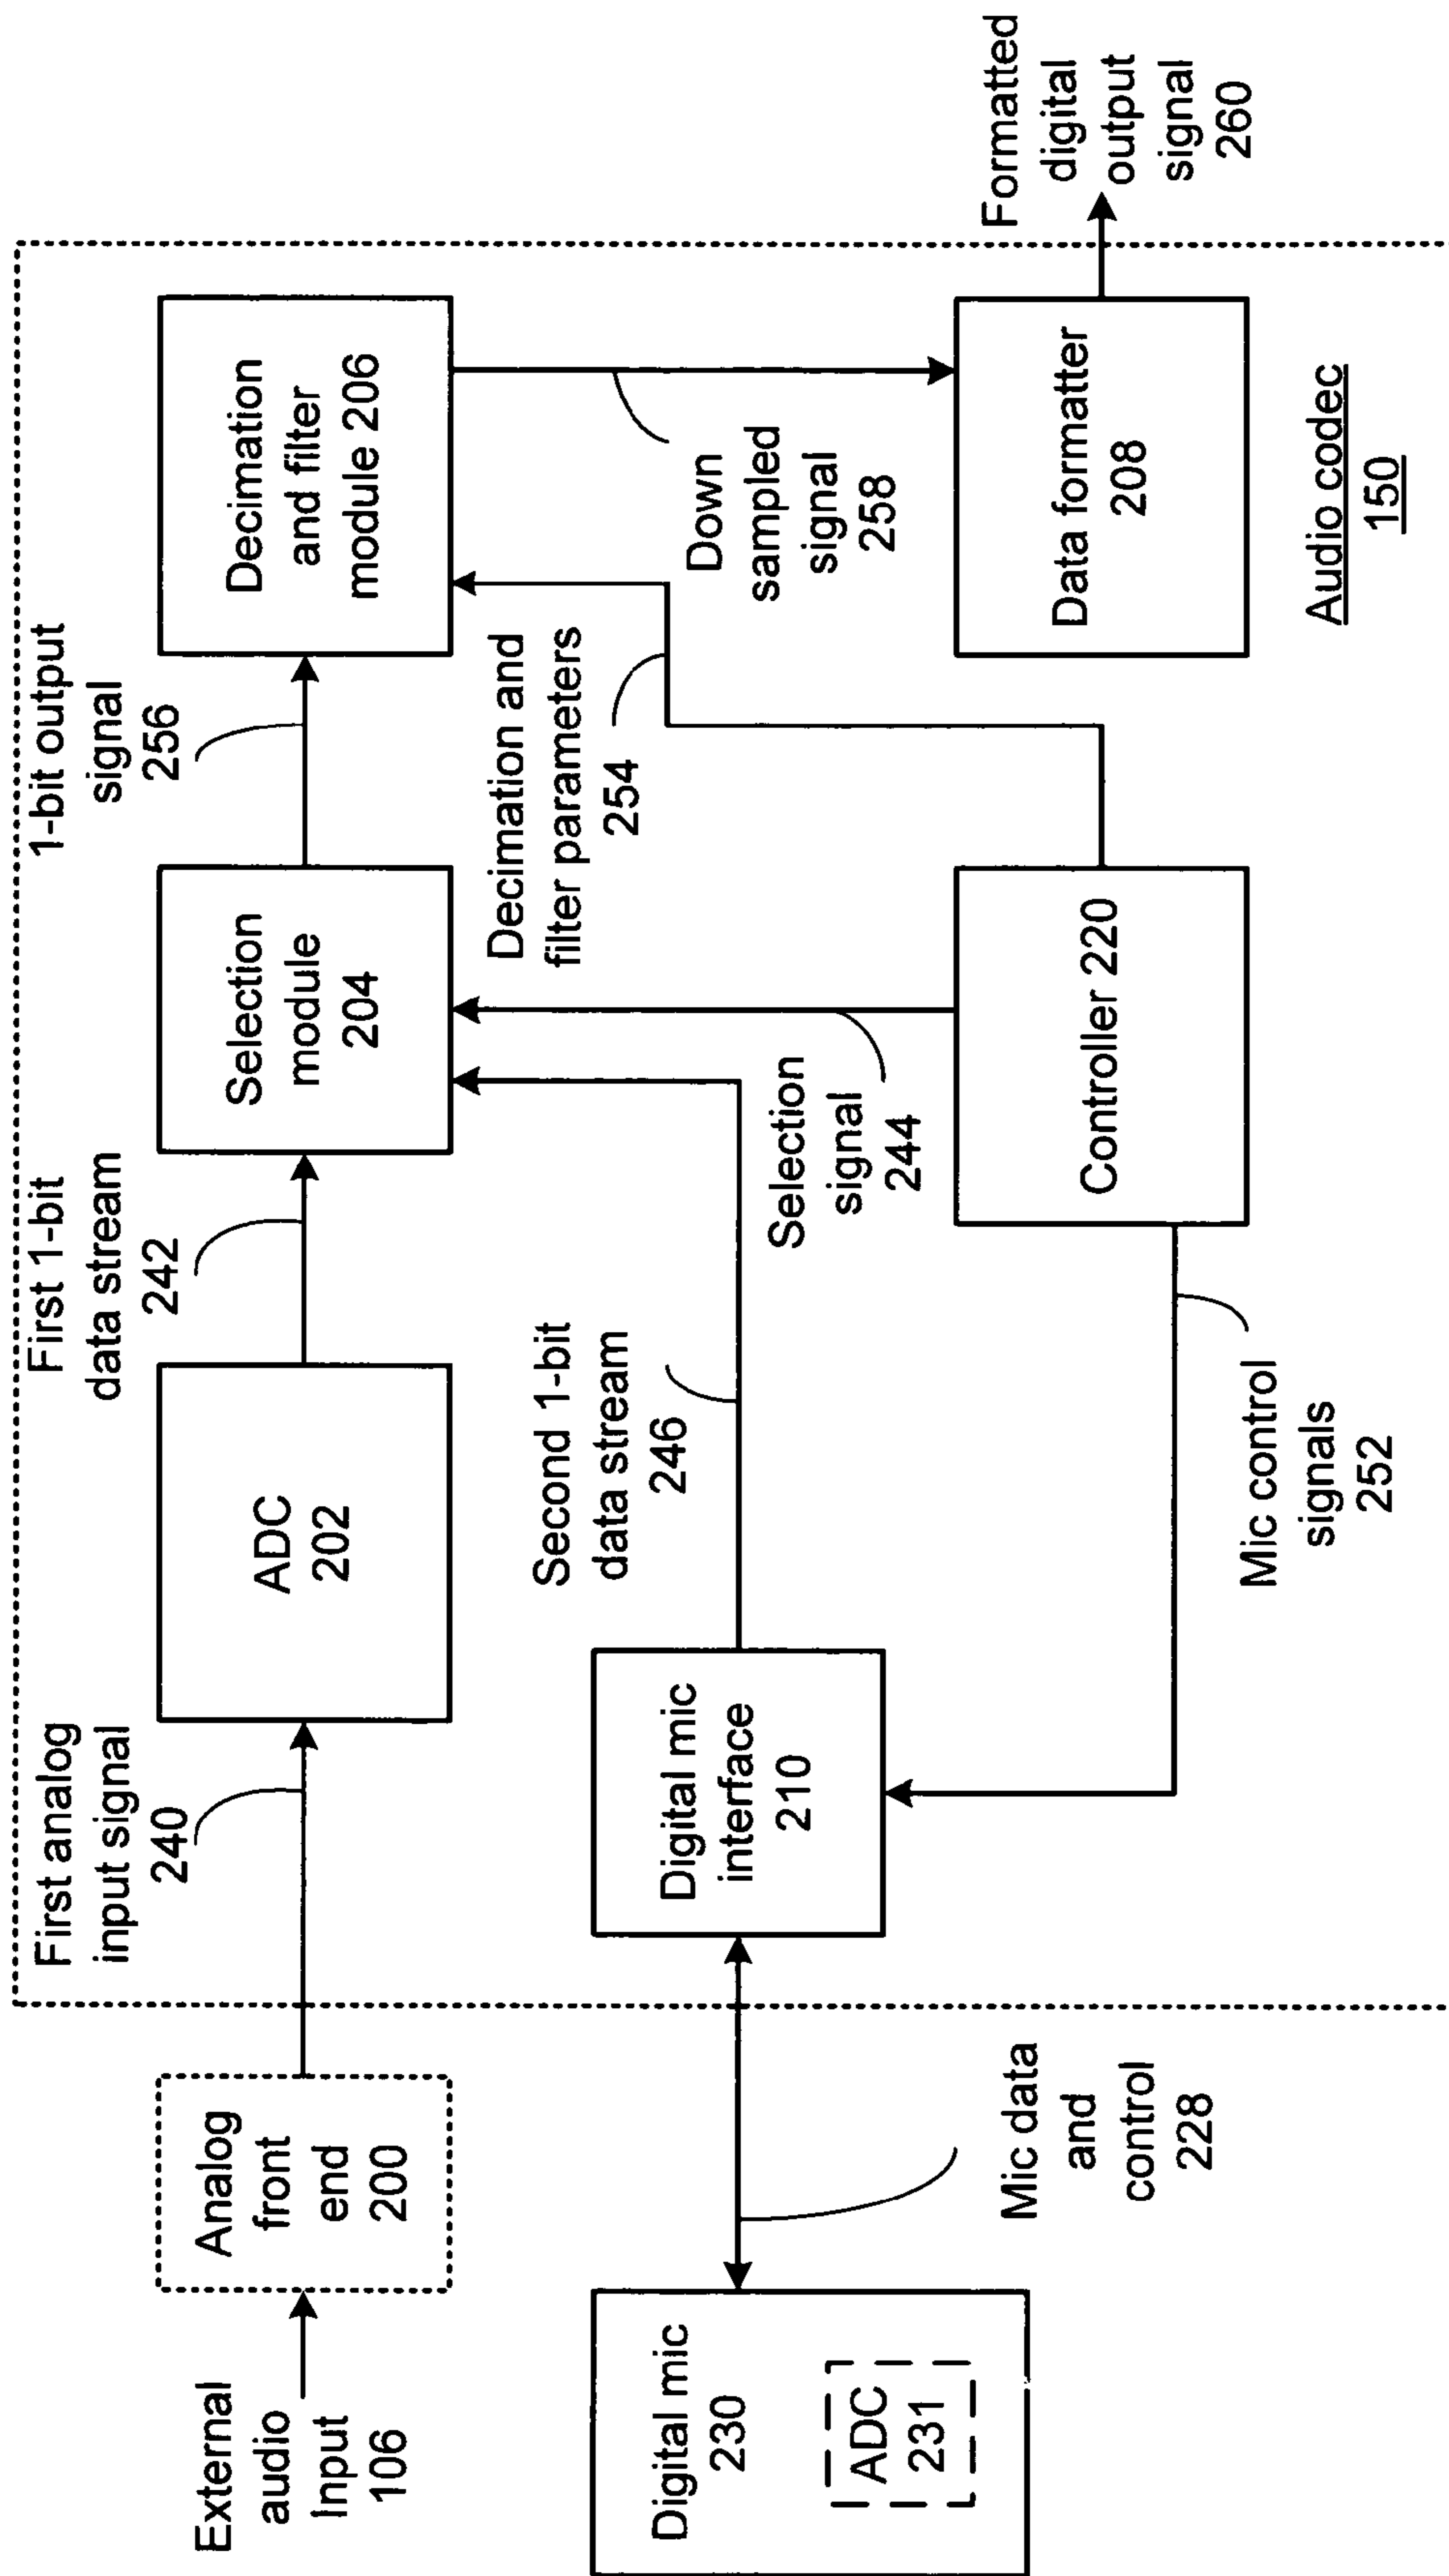 External
audio
Input
106
Analog
front
end
200
First analog
input signal
240
ADC
202
First 1-bit
data stream
242
Selection
module
204
1-bit output
signal
256
Decimation
and filter
module 206
Digital mic
230
ADC
231
Mic data
and
control
228
Digital mic
interface
210
Second 1-bit
data stream
246
Selection
signal
244
Decimation and
filter parameters
254
Down
sampled
signal
258
Mic control
signals
252
Controller 220
Data formatter
208
Formatted
digital
output
signal
260
Audio codec
150